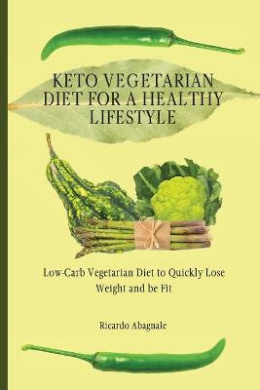 KETO VEGETARIAN
DIET FOR A HEALTHY
LIFESTYLE
Low-Carb Vegetarian Diet to Quickly Lose
Weight and be Fit
Ricardo Abagnale